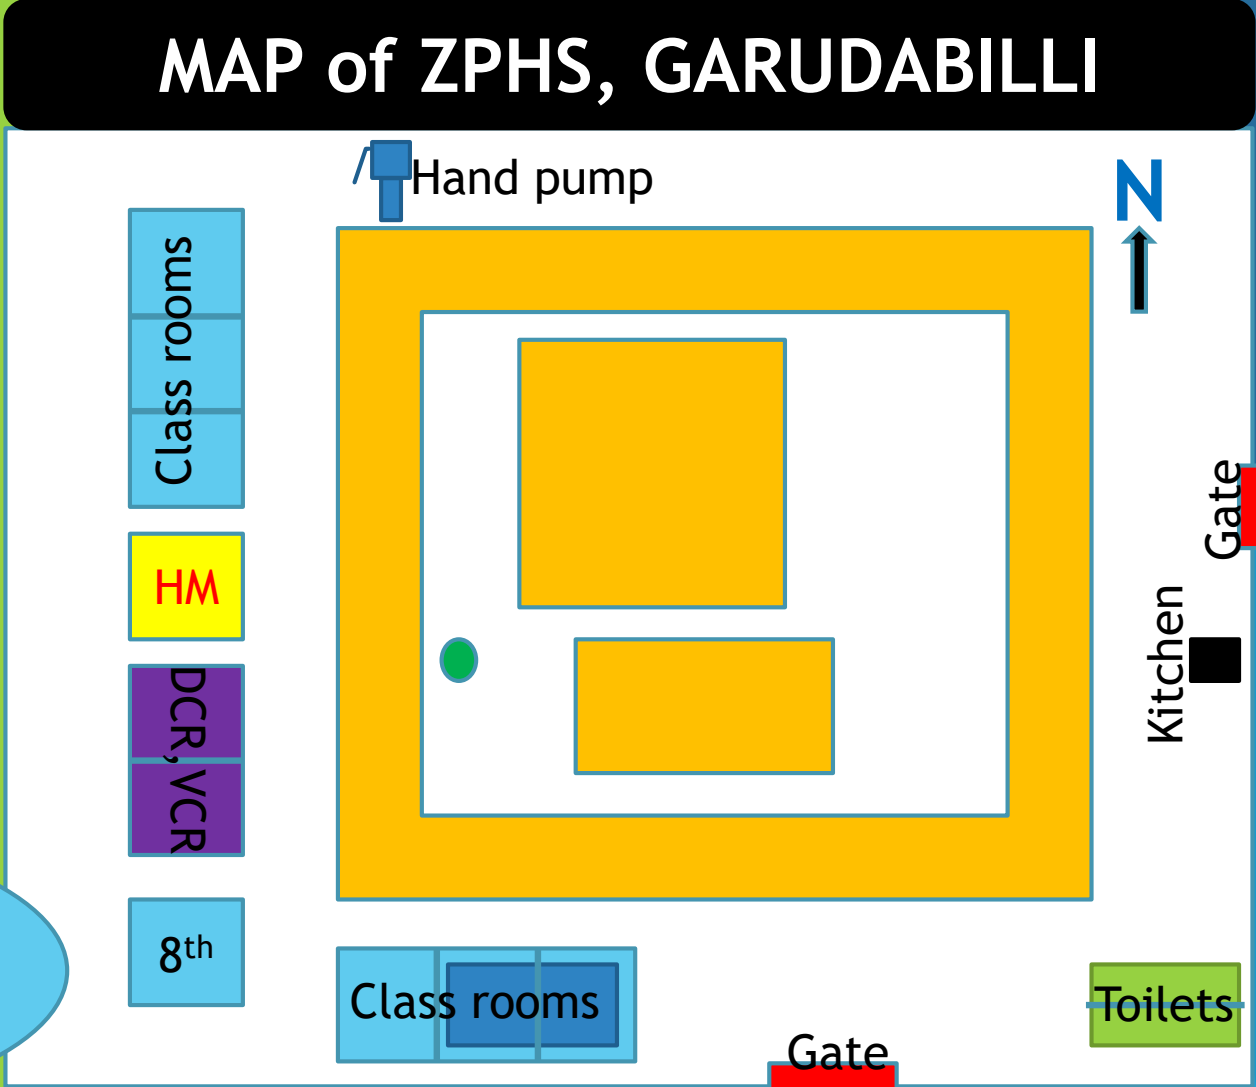 MAP of ZPHS, GARUDABILLI
Hand pump
N
Class rooms
Gate
HM
Kitchen
DCR,VCR
8th
Class rooms
Toilets
Gate